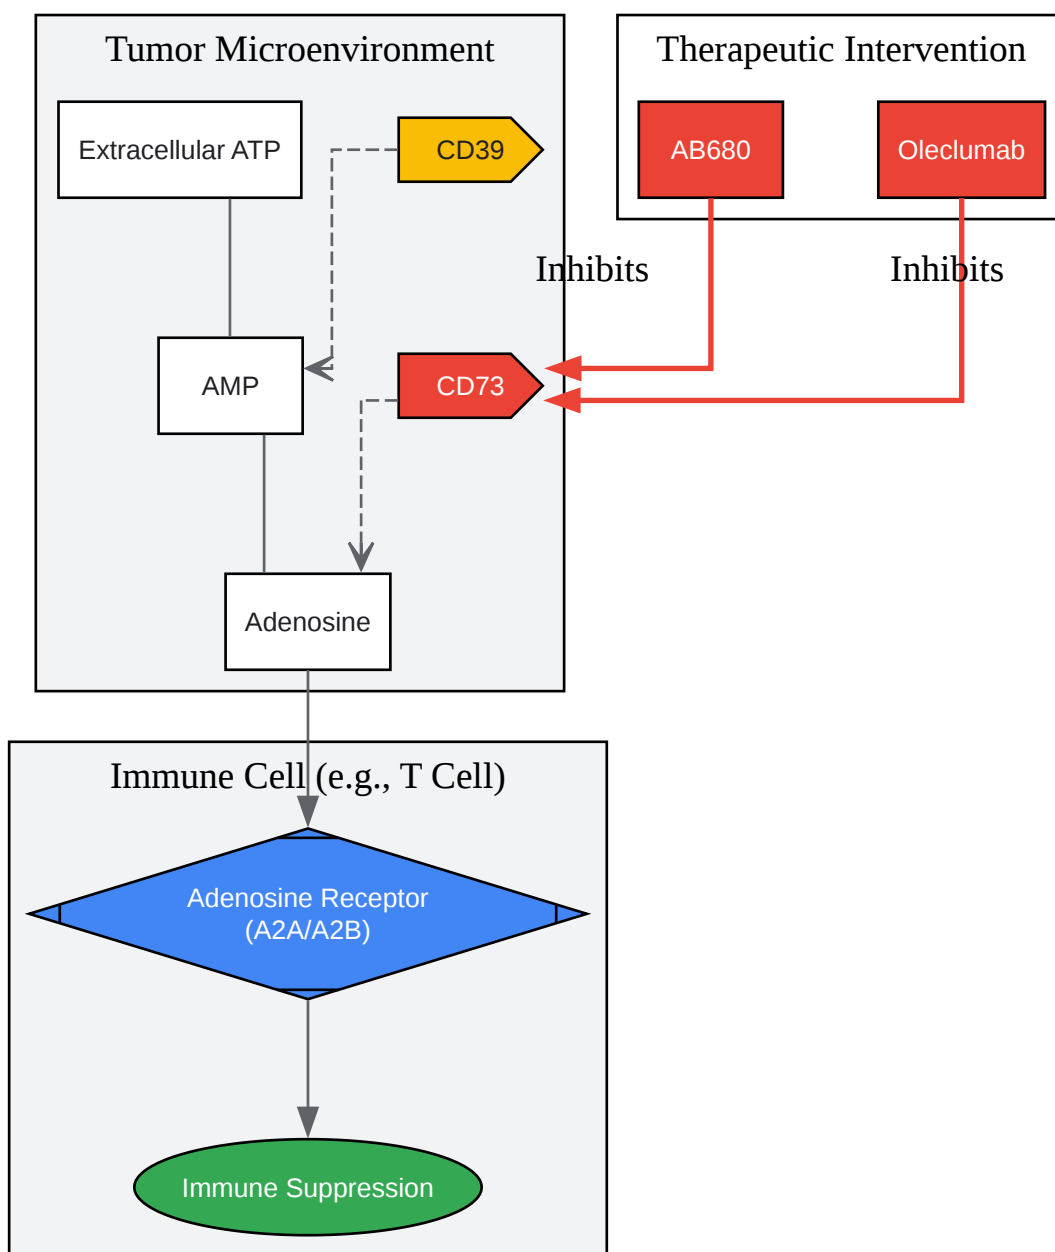 Tumor Microenvironment
Therapeutic Intervention
Extracellular ATP
CD39
AB680
Oleclumab
Inhibits
Inhibits
AMP
CD73
Adenosine
Immune Cell (e.g., T Cell)
Adenosine Receptor
(A2A/A2B)
Immune Suppression